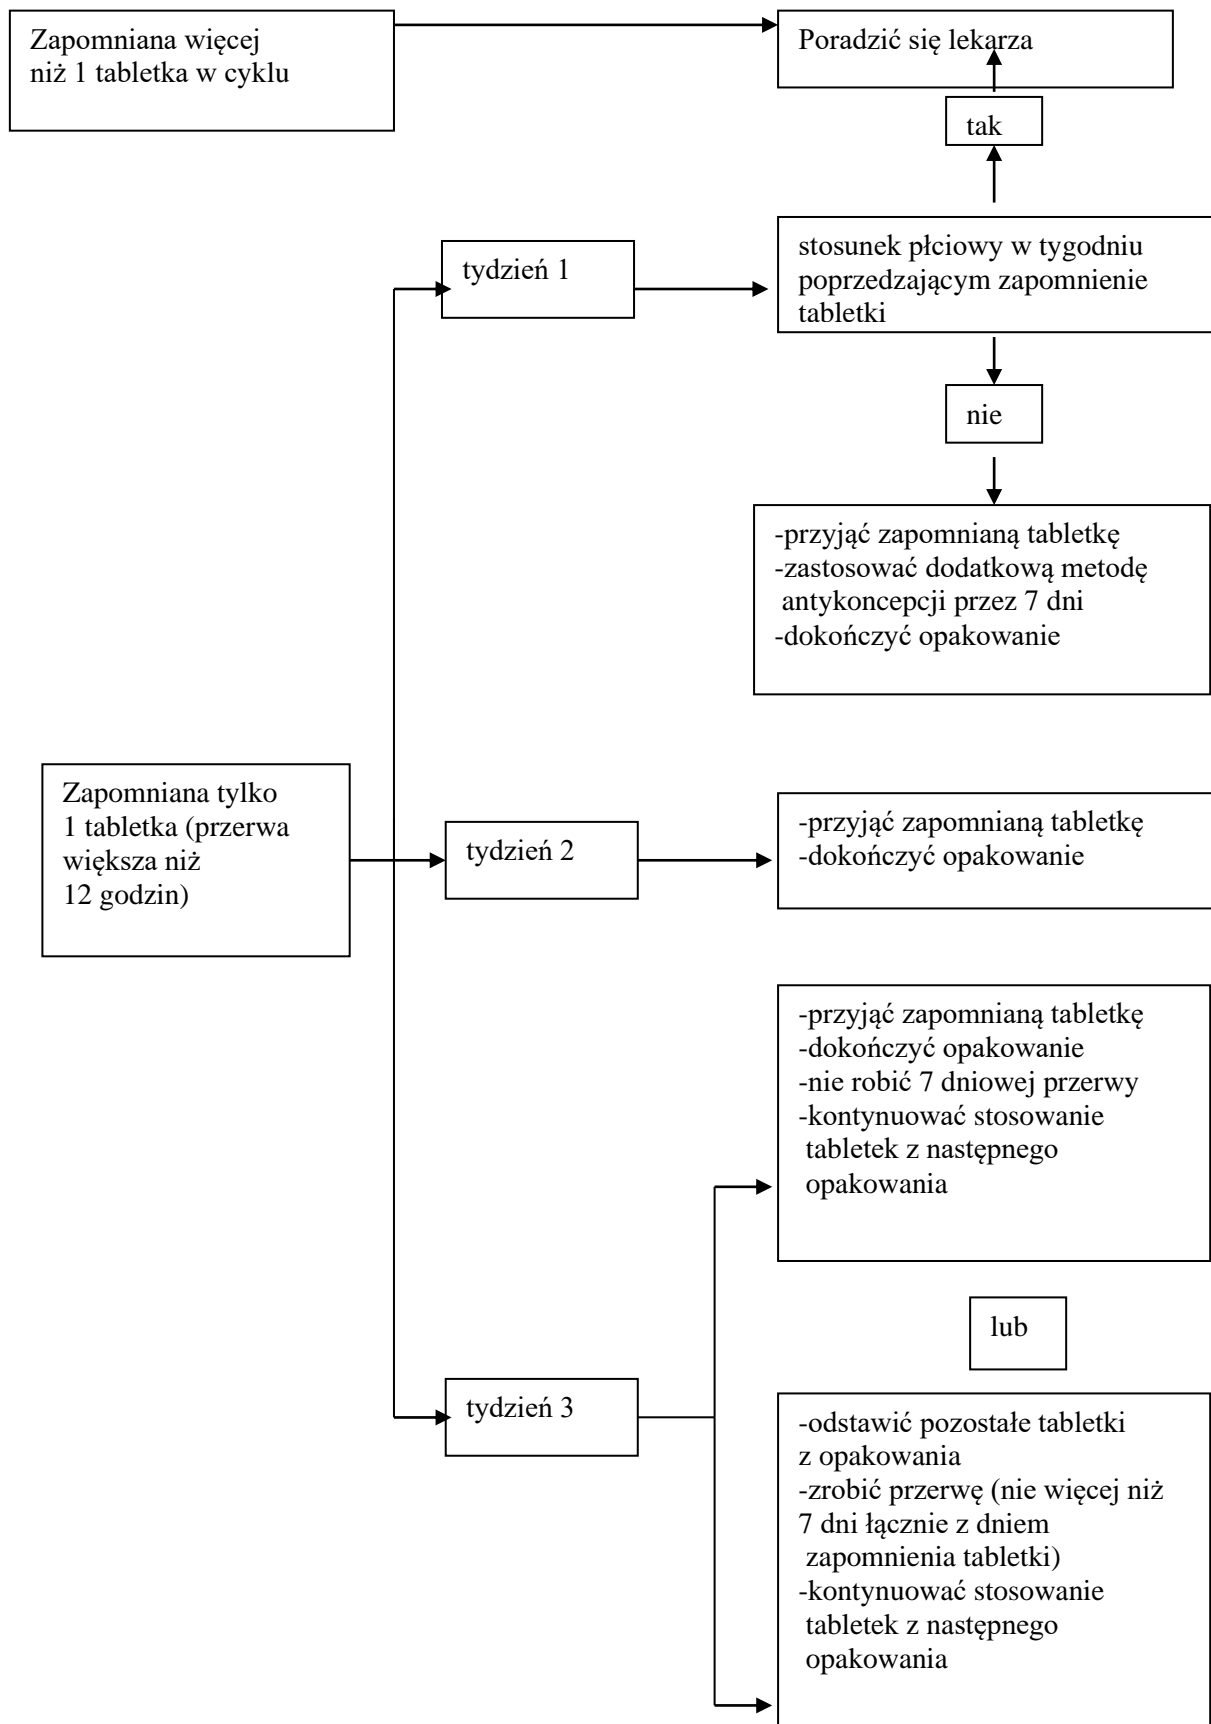 Zapomniana więcej
niż 1 tabletka w cyklu
Poradzić się lekarza
tak
tydzień 1
stosunek płciowy w tygodniu
poprzedzającym zapomnienie
tabletki
nie
-przyjąć zapomnianą tabletkę
-zastosować dodatkową metodę
antykoncepcji przez 7 dni
-dokończyć opakowanie
Zapomniana tylko
1 tabletka (przerwa
większa niż
12 godzin)
tydzień 2
-przyjąć zapomnianą tabletkę
-dokończyć opakowanie
-przyjąć zapomnianą tabletkę
-dokończyć opakowanie
-nie robić 7 dniowej przerwy
-kontynuować stosowanie
tabletek z następnego
opakowania
lub
tydzień 3
-odstawić pozostałe tabletki
z opakowania
-zrobić przerwę (nie więcej niż
7 dni łącznie z dniem
zapomnienia tabletki)
-kontynuować stosowanie
tabletek z następnego
opakowania